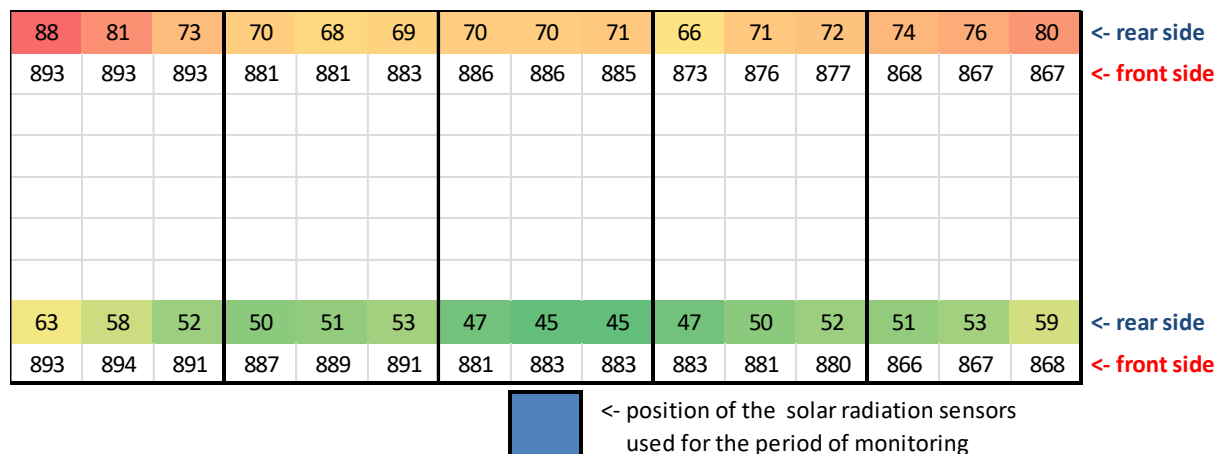 88 81 73 70 68 69 70 70 71 66 71 72 74 76 80 <- rear side
893 893 893 881 881 883 886 886 885 873 876 877 868 867 867 <- front side
63 58 52 50 51 53 47 45 45 47 50 52 51 53 59 <- rear side
893 894 891 887 889 891 881 883 883 883 881 880 866 867 868 <- front side
<- position of the solar radiation sensors
used for the period of monitoring